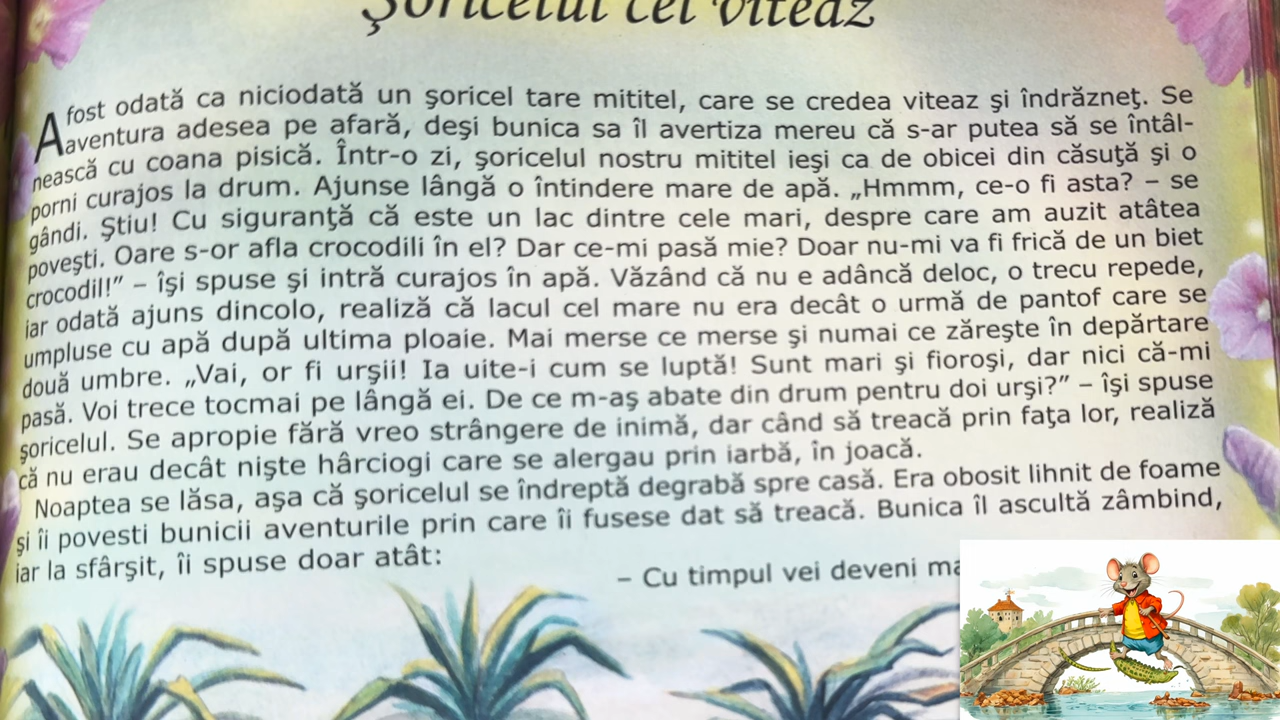 Şoricelul cel viteaz
A fost odată ca niciodată un şoricel tare mititel, care se credea viteaz şi îndrăzneţ. Se
aventura adesea pe afară, deşi bunica sa îl avertiza mereu că s-ar putea să se întâl-
nească cu coana pisică. Într-o zi, şoricelul nostru mititel ieşi ca de obicei din căsuţă şi o
porni curajos la drum. Ajunse lângă o întindere mare de apă. „Hmmm, ce-o fi asta? – se
gândi. Ştiu! Cu siguranţă că este un lac dintre cele mari, despre care am auzit atâtea
poveşti. Oare s-or afla crocodili în el? Dar ce-mi pasă mie? Doar nu-mi va fi frică de un biet
crocodil!” – îşi spuse şi intră curajos în apă. Văzând că nu e adâncă deloc, o trecu repede,
iar odată ajuns dincolo, realiză că lacul cel mare nu era decât o urmă de pantof care se
umpluse cu apă după ultima ploaie. Mai merse ce merse şi numai ce zăreşte în depărtare
două umbre. „Vai, or fi urşii! Ia uite-i cum se luptă! Sunt mari şi fioroşi, dar nici că-mi
pasă. Voi trece tocmai pe lângă ei. De ce m-aş abate din drum pentru doi urşi?” – îşi spuse
şoricelul. Se apropie fără vreo strângere de inimă, dar când să treacă prin faţa lor, realiză
că nu erau decât nişte hârciogi care se alergau prin iarbă, în joacă.
Noaptea se lăsa, aşa că şoricelul se îndreptă degrabă spre casă. Era obosit lihnit de foame
şi îi povesti bunicii aventurile prin care îi fusese dat să treacă. Bunica îl ascultă zâmbind,
iar la sfârşit, îi spuse doar atât:
– Cu timpul vei deveni